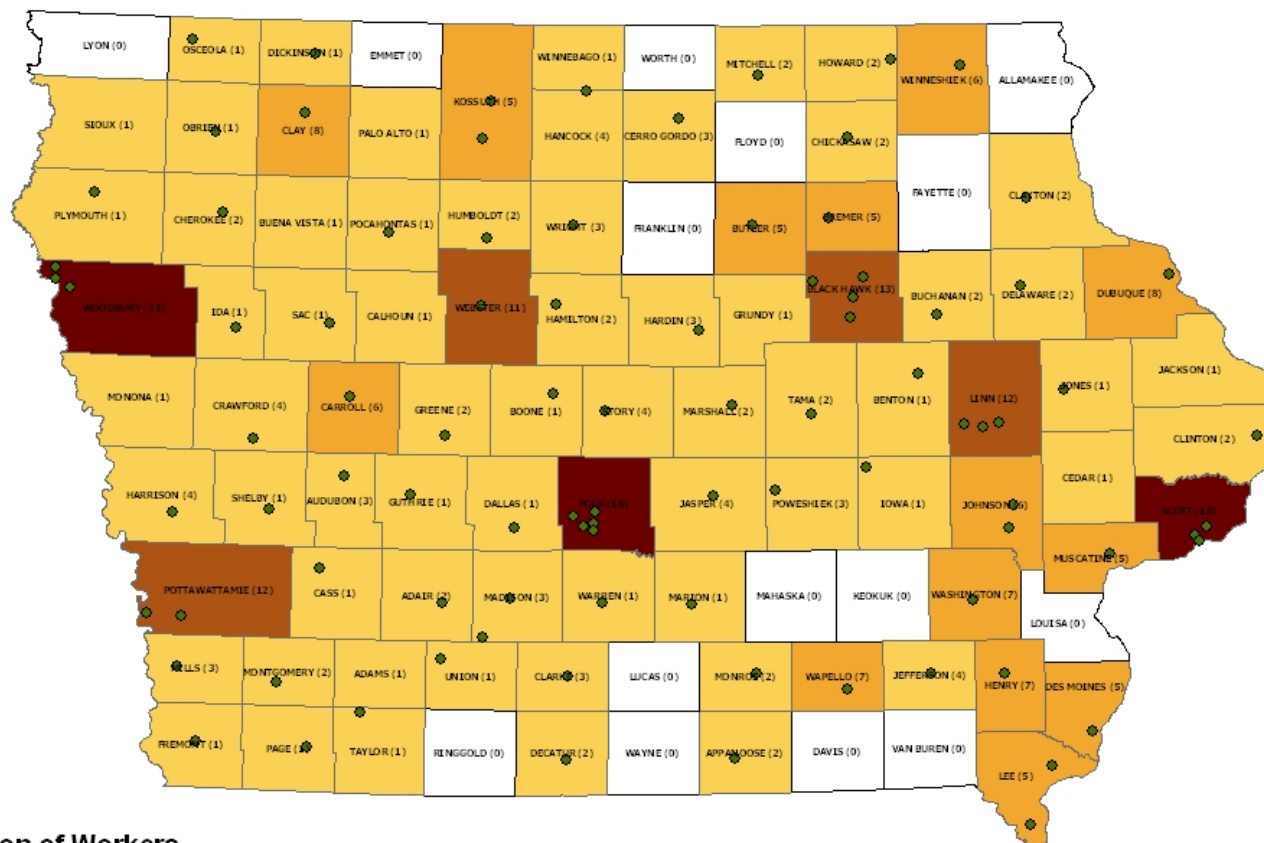 LYON (0)
OSCEOLA (1)
DICKINSON (1)
EMMET (0)
WINNEBAGO (1)
WORTH (0)
MITCHELL (2)
HOWARD (2)
WINNESHIEK (6)
ALLAMAKEE (0)
SIOUX (1)
OBRIEN (1)
CLAY (8)
PALO ALTO (1)
KOSSUTH (5)
HANCOCK (4)
CERRO GORDO (3)
FLOYD (0)
CHICKASAW (2)
FAYETTE (0)
CLAYTON (2)
PLYMOUTH (1)
CHEROKEE (2)
BUENA VISTA (1)
POCAHONTAS (1)
HUMBOLDT (2)
WRIGHT (3)
FRANKLIN (0)
BUTLER (5)
BREMER (5)
WOODBURY (21)
IDA (1)
SAC (1)
CALHOUN (1)
WEBSTER (11)
HAMILTON (2)
HARDIN (3)
GRUNDY (1)
BLACK HAWK (13)
BUCHANAN (2)
DELAWARE (2)
DUBUQUE (8)
MONONA (1)
CRAWFORD (4)
CARROLL (6)
GREENE (2)
BOONE (1)
STORY (4)
MARSHALL (2)
TAMA (2)
BENTON (1)
LINN (12)
JONES (1)
JACKSON (1)
CLINTON (2)
HARRISON (4)
SHELBY (1)
AUDUBON (3)
GUTHRIE (1)
DALLAS (1)
POLK
JASPER (4)
POWESHIEK (3)
IOWA (1)
JOHNSON (6)
CEDAR (1)
SCOTT
MUSCATINE (5)
POTTAWATTAMIE (12)
CASS (1)
ADAIR (2)
MADISON (3)
WARREN (1)
MARION (1)
MAHASKA (0)
KEOKUK (0)
WASHINGTON (7)
LOUISA (0)
MILLS (3)
MONTGOMERY (2)
ADAMS (1)
UNION (1)
CLARKE (3)
LUCAS (0)
MONROE (2)
WAPELLO (7)
JEFFERSON (4)
HENRY (7)
DES MOINES (5)
FREMONT (1)
PAGE
TAYLOR (1)
RINGGOLD (0)
DECATUR (2)
WAYNE (0)
APPANOOSE (2)
DAVIS (0)
VAN BUREN (0)
LEE (5)
on of Workers